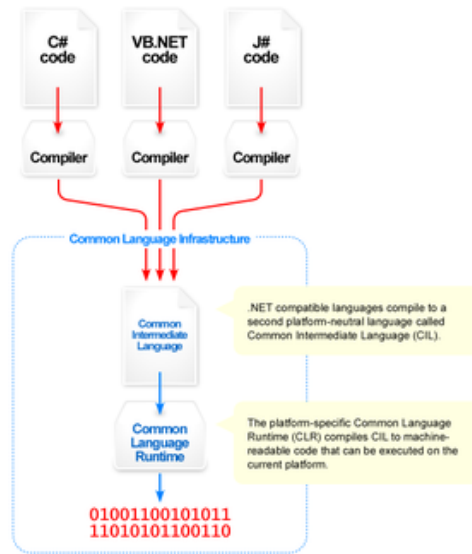 C#
code
VB.NET
code
J#
code
Compiler
Compiler
Compiler
Common Language Infrastructure
Common
Intermediate
Language
.NET compatible languages compile to a
second platform-neutral language called
Common Intermediate Language (CIL).
Common
Language
Runtime
The platform-specific Common Language
Runtime (CLR) compiles CIL to machine-
readable code that can be executed on the
current platform.
01001100101011
11010101100110